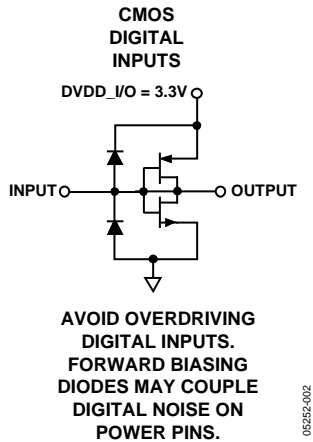 CMOS
DIGITAL
INPUTS
DVDD_I/O = 3.3V
INPUT
OUTPUT
AVOID OVERDRIVING
DIGITAL INPUTS.
FORWARD BIASING
DIODES MAY COUPLE
DIGITAL NOISE ON
POWER PINS.
05252-002